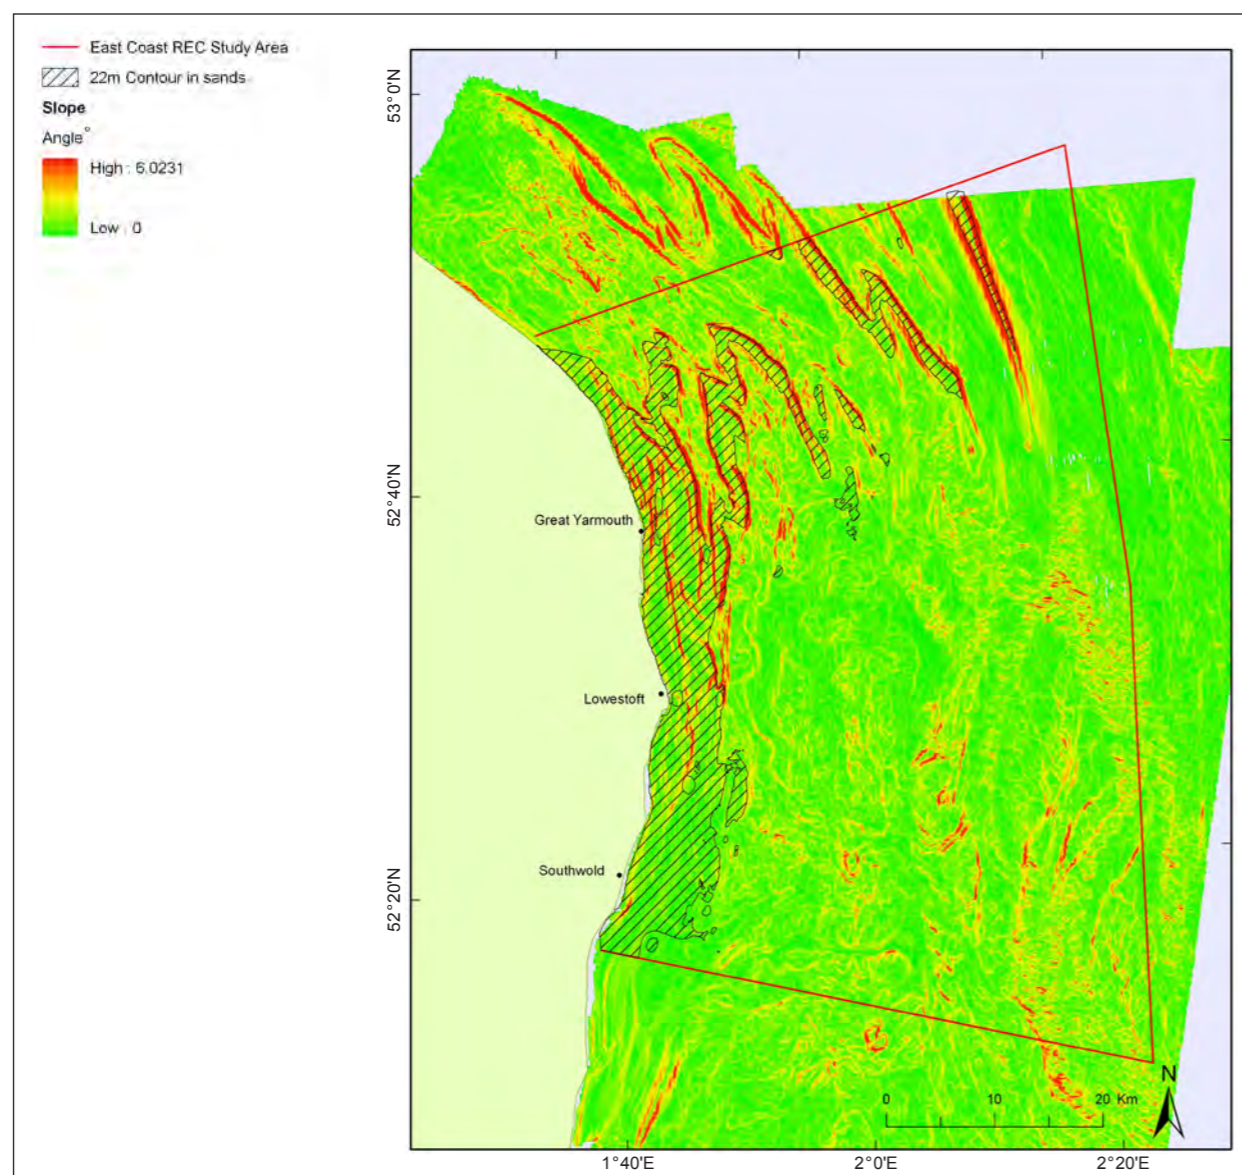 East Coast REC Study Area
22m Contour in sands
Slope
Angle°
High : 6.0231
Low : 0
53°0'N
52°40'N
52°20'N
Great Yarmouth
Lowestoft
Southwold
N
0 10 20 Km
1°40'E 2°0'E 2°20'E